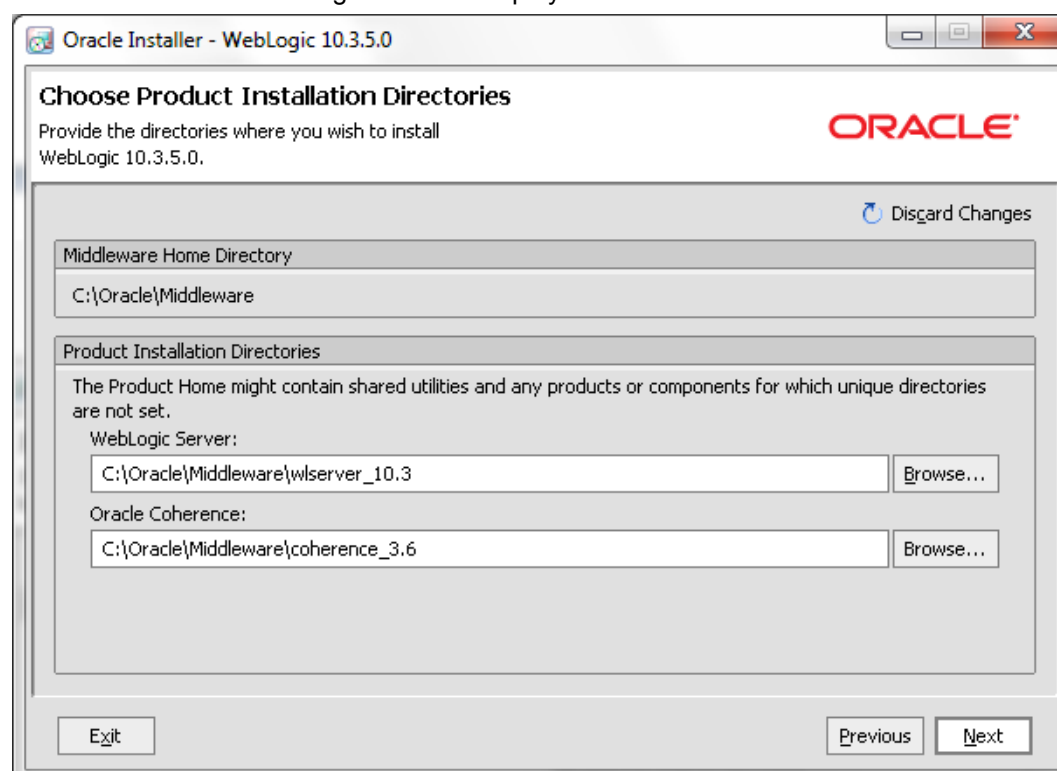 Oracle Installer - WebLogic 10.3.5.0
Choose Product Installation Directories
Provide the directories where you wish to install
WebLogic 10.3.5.0.
ORACLE
Discard Changes
Middleware Home Directory
C:\Oracle\Middleware
Product Installation Directories
The Product Home might contain shared utilities and any products or components for which unique directories
are not set.
WebLogic Server:
C:\Oracle\Middleware\wlserver_10.3
Browse...
Oracle Coherence:
C:\Oracle\Middleware\coherence_3.6
Browse...
Exit
Previous
Next